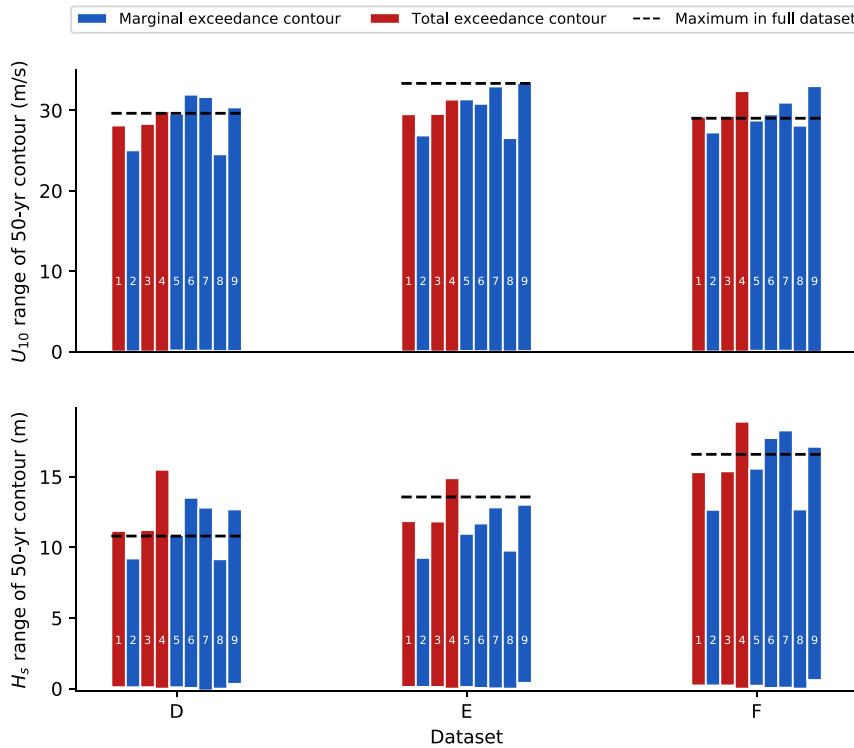 Marginal exceedance contour Total exceedance contour Maximum in full dataset
U10 range of 50-yr contour (m/s)
30
20
10
0
1 2 3 4 5 6 7 8 9
1 2 3 4 5 6 7 8 9
1 2 3 4 5 6 7 8 9
Hs range of 50-yr contour (m)
15
10
5
0
1 2 3 4 5 6 7 8 9
1 2 3 4 5 6 7 8 9
1 2 3 4 5 6 7 8 9
D E F
Dataset